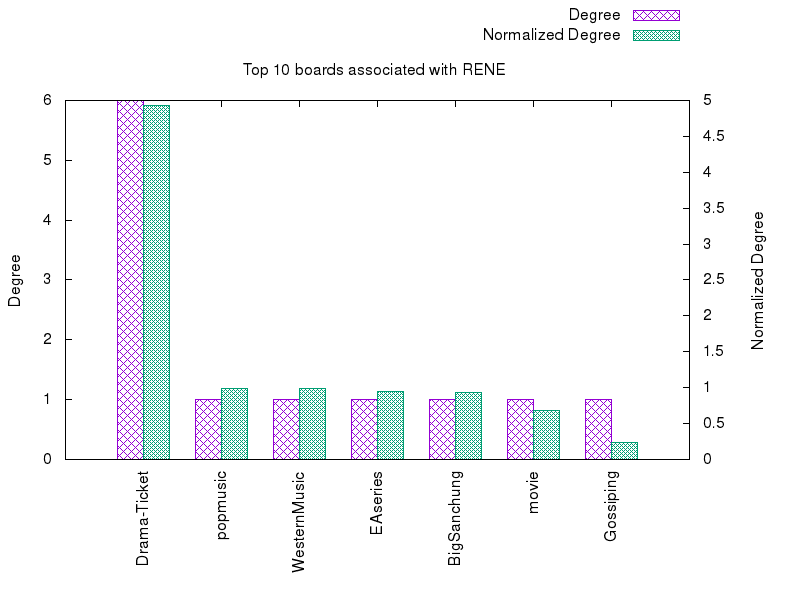 Degree
Normalized Degree
Top 10 boards associated with RENE
6
5
4
3
2
1
0
Degree
5
4.5
4
3.5
3
2.5
2
1.5
1
0.5
0
Normalized Degree
Drama-Ticket
popmusic
WesternMusic
EAseries
BigSanchung
movie
Gossiping